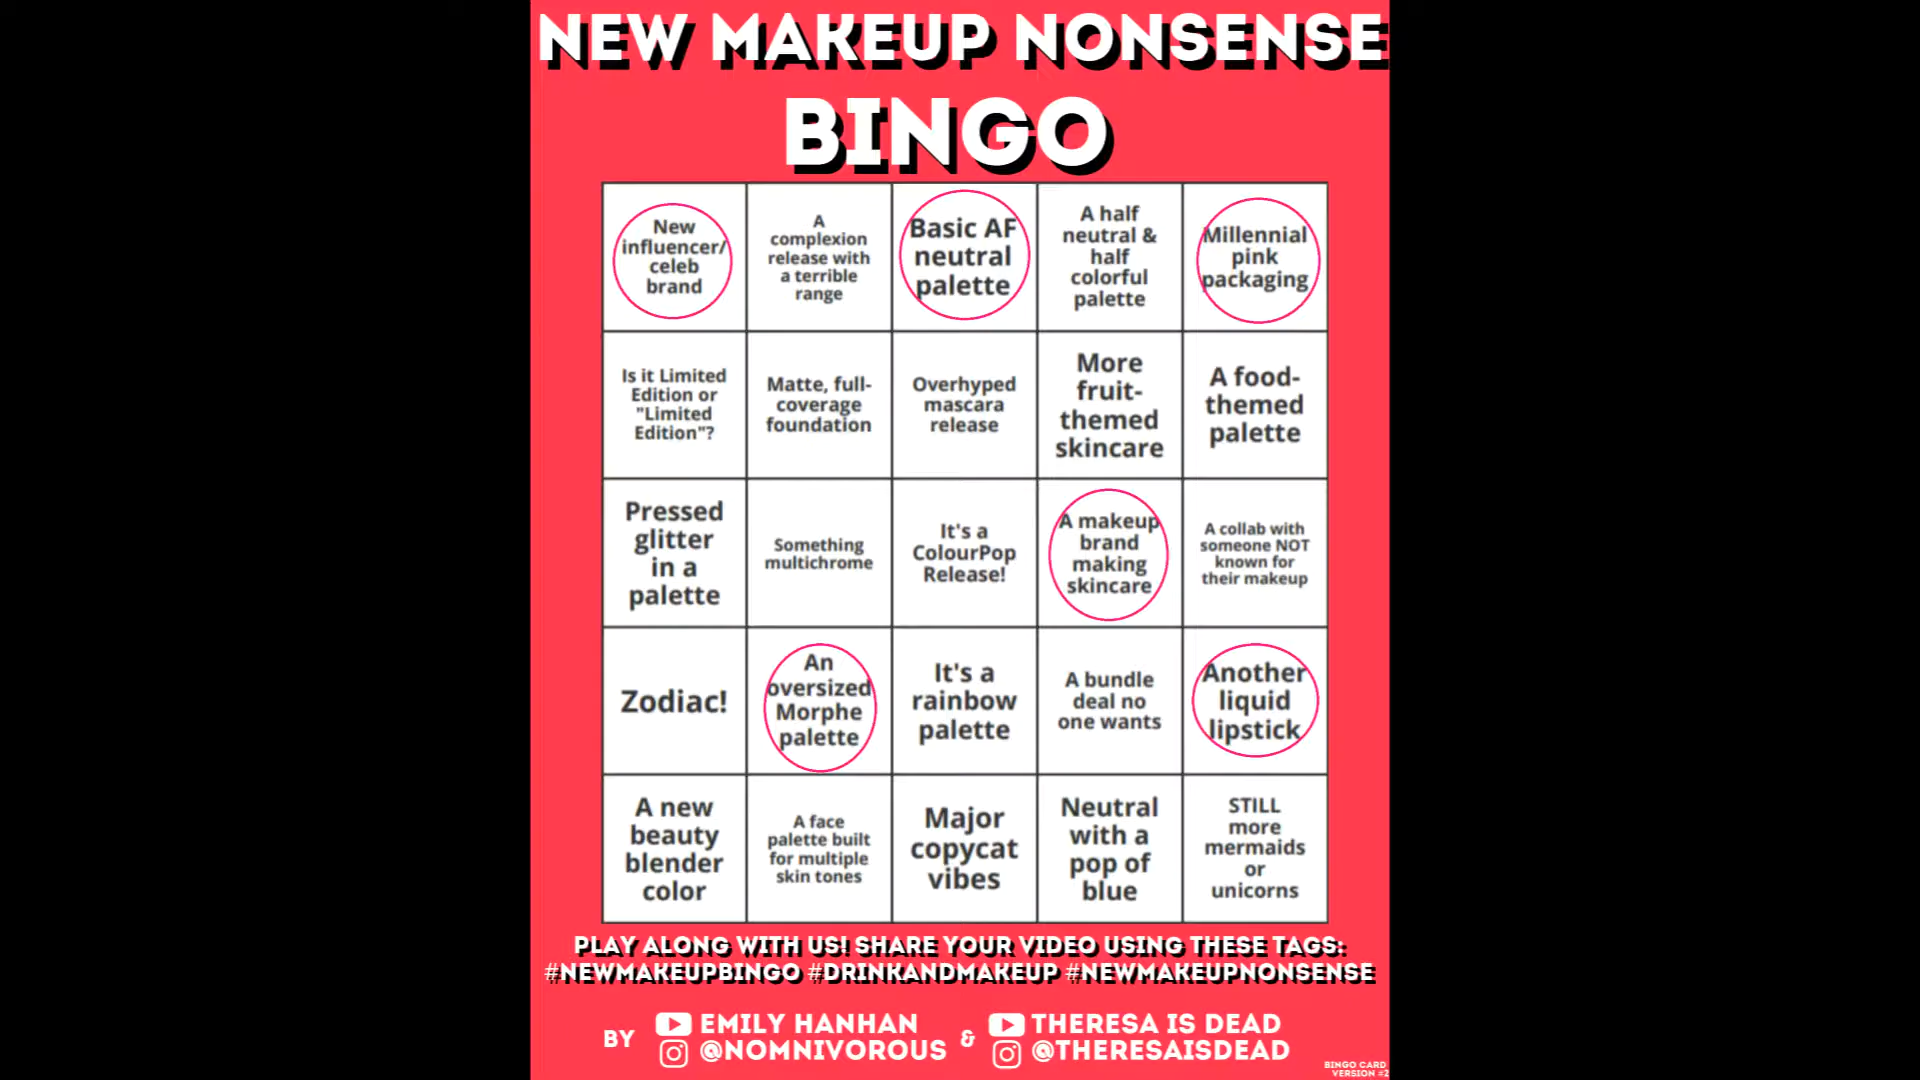 NEW MAKEUP NONSENSE
BINGO
New
influencer/
celeb
brand
A
complexion
release with
a terrible
range
Basic AF
neutral
palette
A half
neutral &
half
colorful
palette
Millennial
pink
packaging
Is it Limited
Edition or
"Limited
Edition"?
Matte, full-
coverage
foundation
Overhyped
mascara
release
More
fruit-
themed
skincare
A food-
themed
palette
Pressed
glitter
in a
palette
Something
multichrome
It's a
ColourPop
Release!
A makeup
brand
making
skincare
A collab with
someone NOT
known for
their makeup
Zodiac!
An
oversized
Morphe
palette
It's a
rainbow
palette
A bundle
deal no
one wants
Another
liquid
lipstick
A new
beauty
blender
color
A face
palette built
for multiple
skin tones
Major
copycat
vibes
Neutral
with a
pop of
blue
STILL
more
mermaids
or
unicorns
PLAY ALONG WITH US! SHARE YOUR VIDEO USING THESE TAGS:
#NEWMAKEUPBINGO #DRINKANDMAKEUP #NEWMAKEUPNONSENSE
BY
EMILY HANHAN
@NOMNIVOROUS
&
THERESA IS DEAD
@THERESAISDEAD
BINGO CARD
VERSION #2